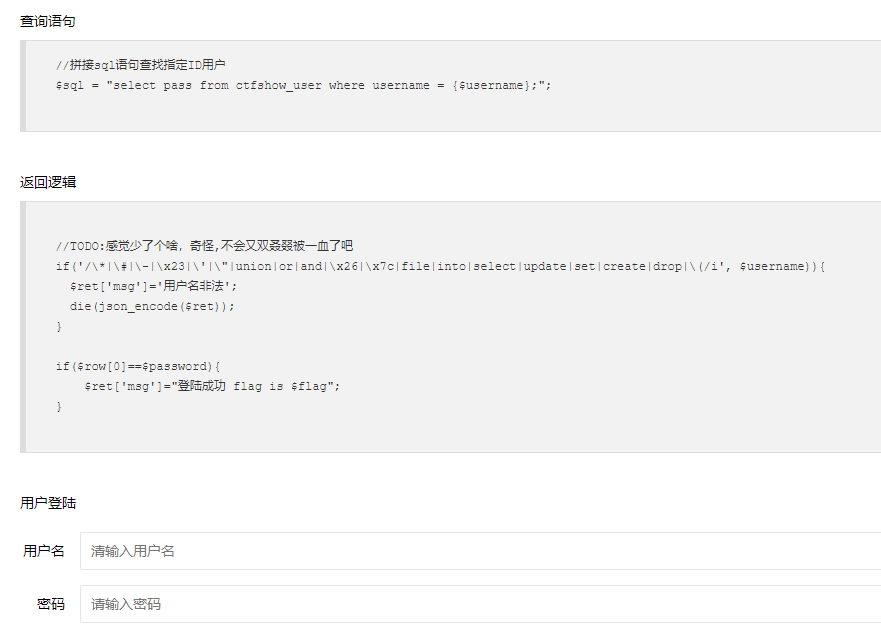 查询语句
//拼接sql语句查找指定ID用户
$sql = "select pass from ctfshow_user where username = {$username};";
返回逻辑
//TODO:感觉少了个啥，奇怪,不会又双叒叕被一血了吧
if('/\*|\#|\-|\x23|\'|\"|union|or|and|\x26|\x7c|file|into|select|update|set|create|drop|\(/i', $username)){
$ret['msg']='用户名非法';
die(json_encode($ret));
}
if($row[0]==$password){
$ret['msg']="登陆成功 flag is $flag";
}
用户登陆
用户名 请输入用户名
密码 请输入密码